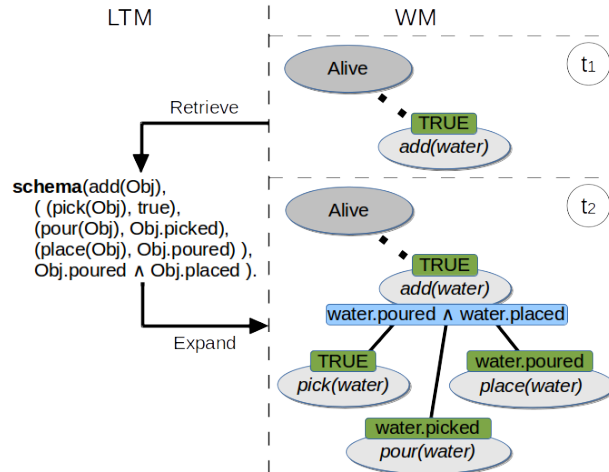 LTM
WM
t1
Alive
TRUE
add(water)
Retrieve
schema(add(Obj),
( (pick(Obj), true),
(pour(Obj), Obj.picked),
(place(Obj), Obj.poured) ),
Obj.poured ∧ Obj.placed ).
Expand
t2
Alive
TRUE
add(water)
water.poured ∧ water.placed
TRUE
pick(water)
water.poured
place(water)
water.picked
pour(water)